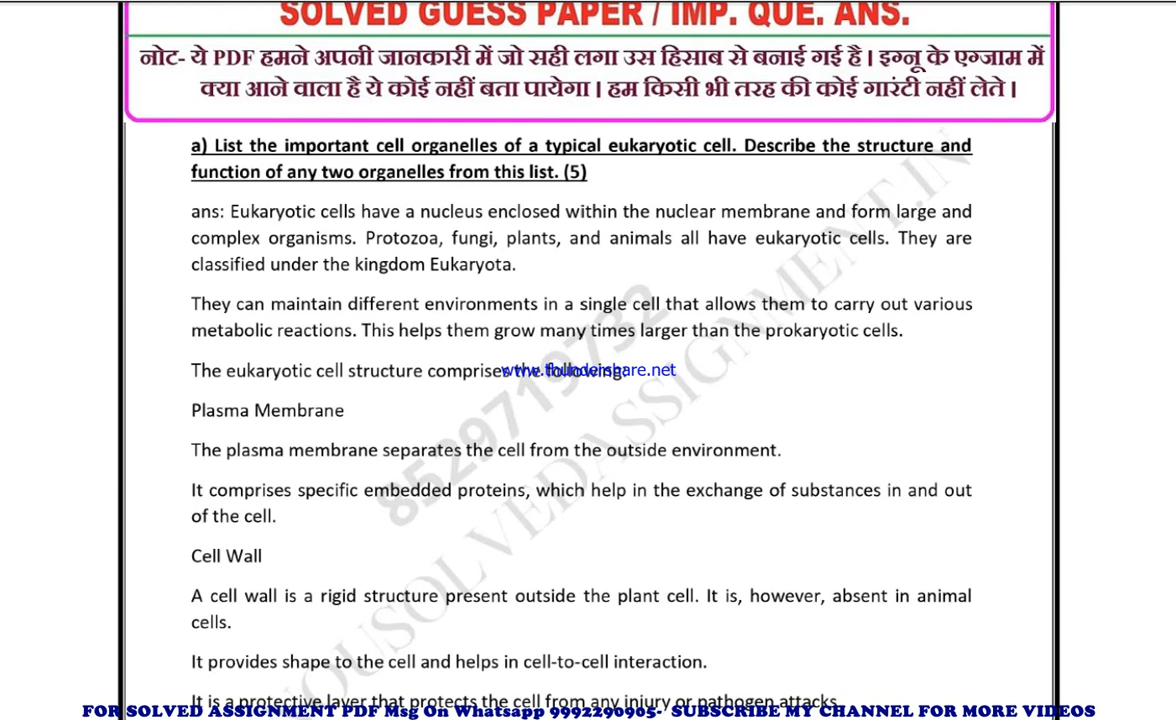 SOLVED GUESS PAPER / IMP. QUE. ANS.
नोट- ये PDF हमने अपनी जानकारी में जो सही लगा उस हिसाब से बनाई गई है। इग्नू के एग्जाम में
क्या आने वाला है ये कोई नहीं बता पायेगा। हम किसी भी तरह की कोई गारंटी नहीं लेते।
a) List the important cell organelles of a typical eukaryotic cell. Describe the structure and
function of any two organelles from this list. (5)
ans: Eukaryotic cells have a nucleus enclosed within the nuclear membrane and form large and
complex organisms. Protozoa, fungi, plants, and animals all have eukaryotic cells. They are
classified under the kingdom Eukaryota.
They can maintain different environments in a single cell that allows them to carry out various
metabolic reactions. This helps them grow many times larger than the prokaryotic cells.
The eukaryotic cell structure comprises the following:
www.thundershare.net
Plasma Membrane
The plasma membrane separates the cell from the outside environment.
It comprises specific embedded proteins, which help in the exchange of substances in and out
of the cell.
Cell Wall
A cell wall is a rigid structure present outside the plant cell. It is, however, absent in animal
cells.
It provides shape to the cell and helps in cell-to-cell interaction.
It is a protective layer that protects the cell from any injury or pathogen attacks.
FOR SOLVED ASSIGNMENT PDF Msg On Whatsapp 9992290905- SUBSCRIBE MY CHANNEL FOR MORE VIDEOS
8529719732
OUSOLVEDASSIGNMENT.IN